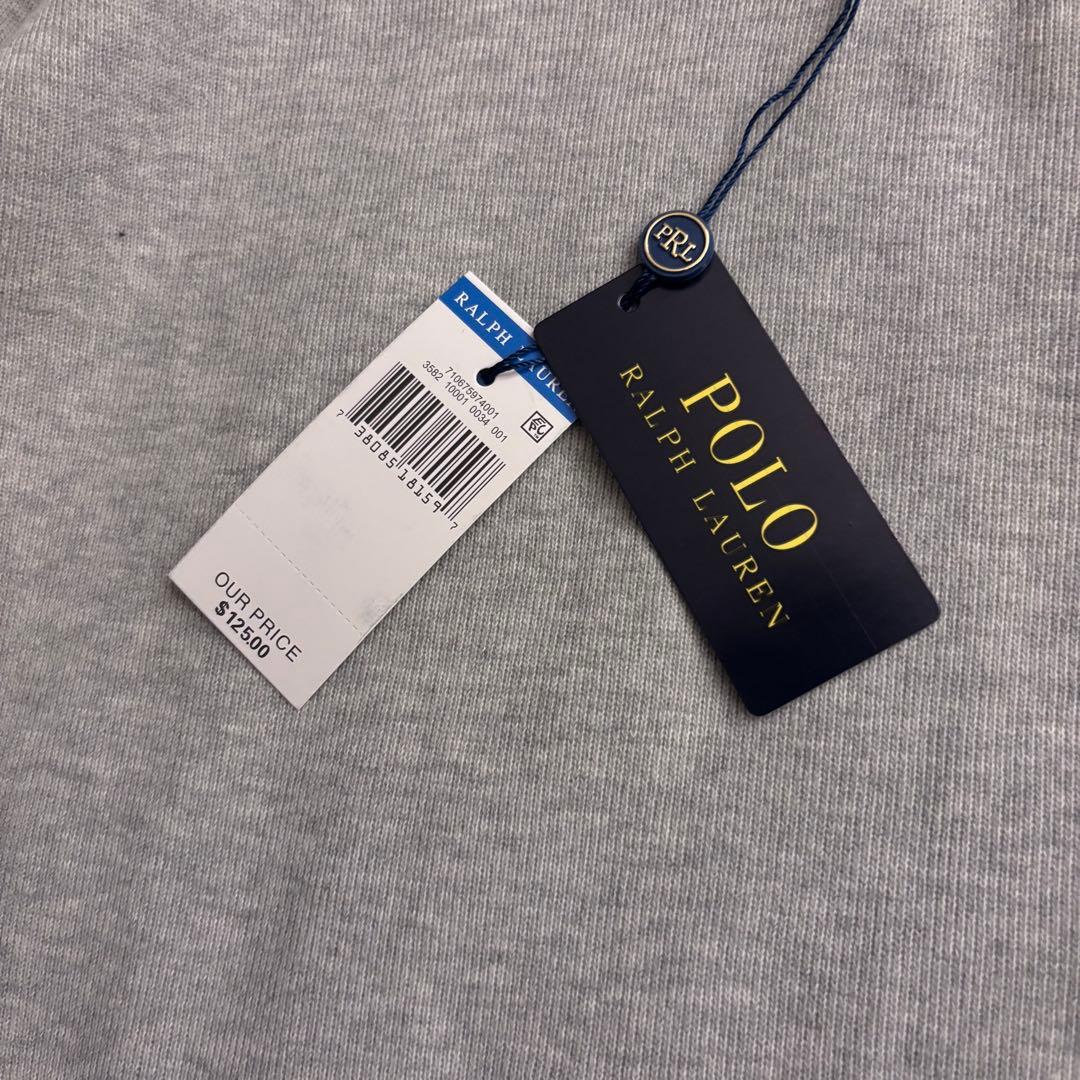 RALPH LAUREN
710675974001
3582 10001 0034 001
7 38085 18159 7
OUR PRICE
$125.00
PRL
POLO
RALPH LAUREN